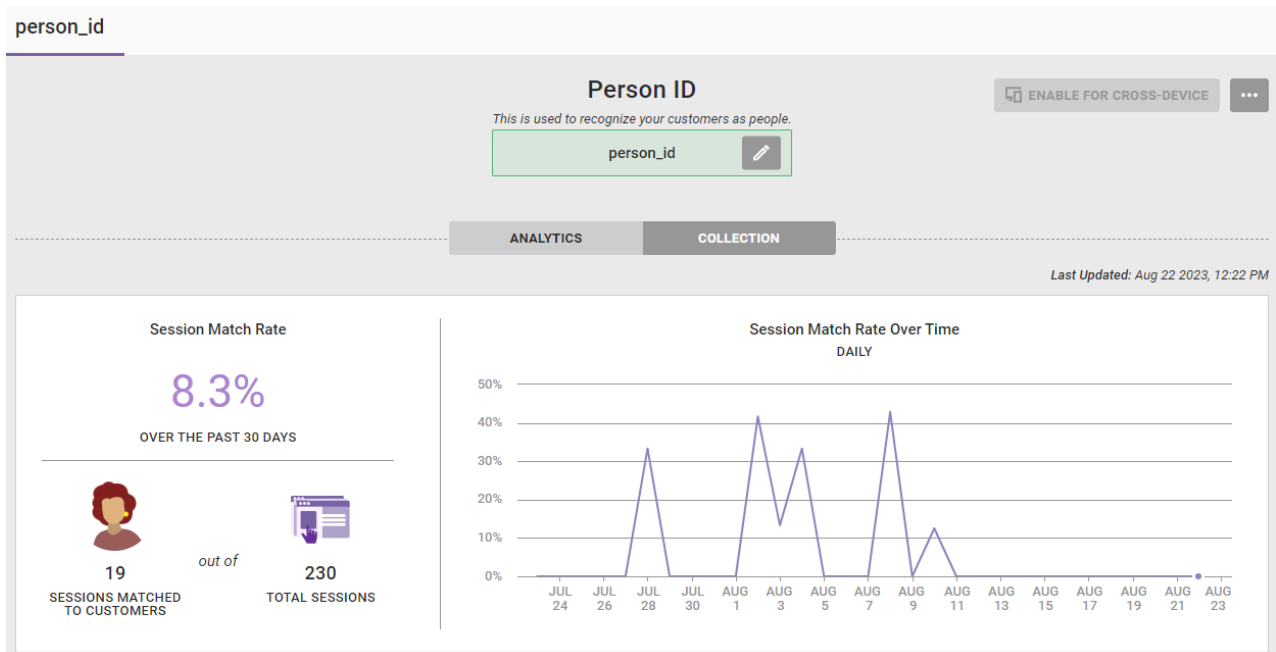 person_id
Person ID
ENABLE FOR CROSS-DEVICE
This is used to recognize your customers as people.
person_id
ANALYTICS
COLLECTION
Last Updated: Aug 22 2023, 12:22 PM
Session Match Rate
8.3%
OVER THE PAST 30 DAYS
19
SESSIONS MATCHED
TO CUSTOMERS
out of
230
TOTAL SESSIONS
Session Match Rate Over Time
DAILY
50%
40%
30%
20%
10%
0%
JUL 24
JUL 26
JUL 28
JUL 30
AUG 1
AUG 3
AUG 5
AUG 7
AUG 9
AUG 11
AUG 13
AUG 15
AUG 17
AUG 19
AUG 21
AUG 23